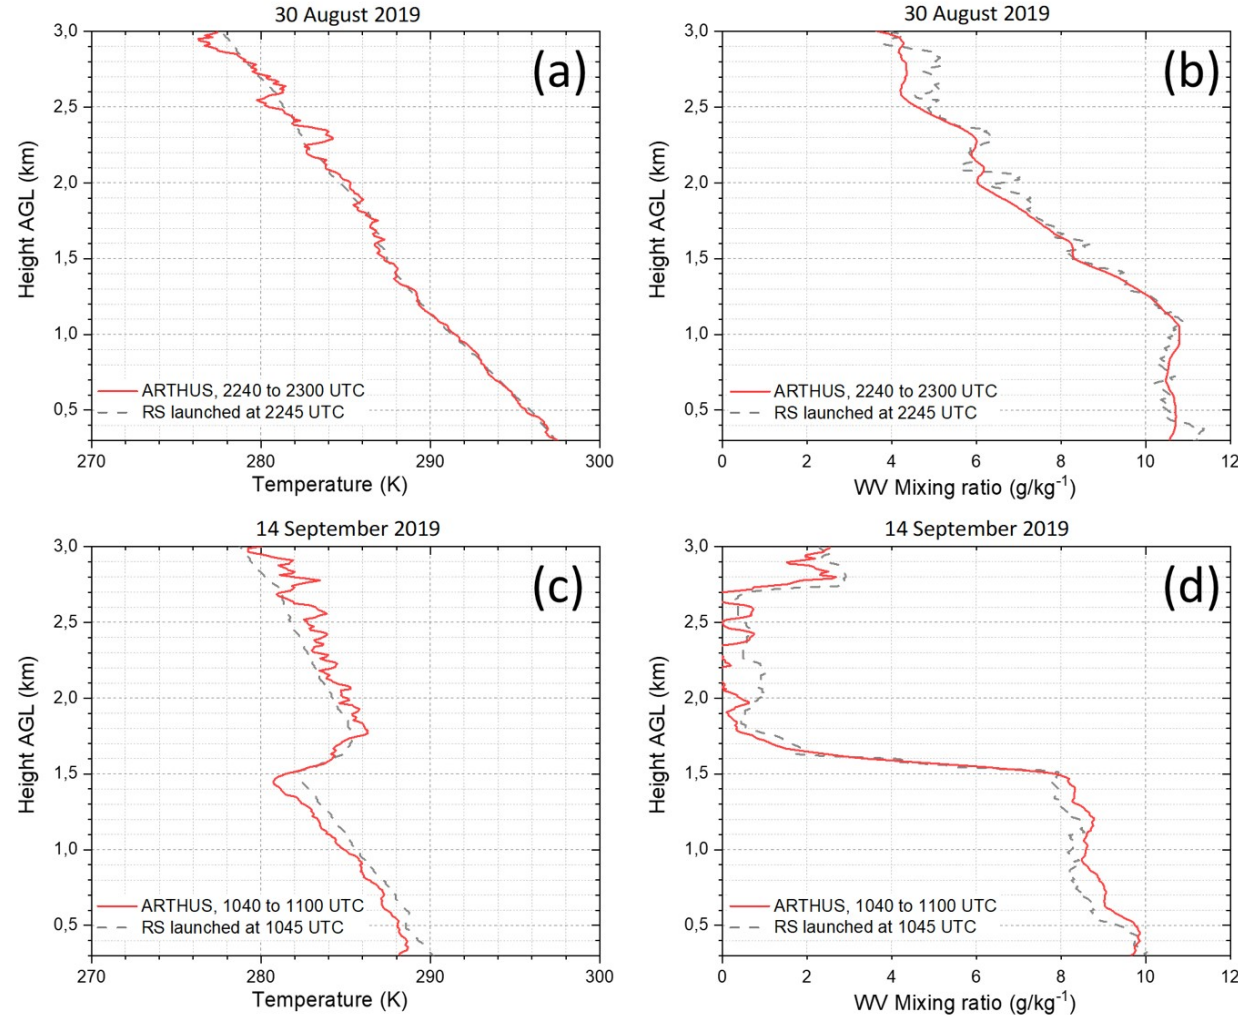 30 August 2019
3,0
2,5
2,0
1,5
1,0
0,5
270
280
290
300
Height AGL (km)
Temperature (K)
(a)
ARTHUS, 2240 to 2300 UTC
RS launched at 2245 UTC
30 August 2019
3,0
2,5
2,0
1,5
1,0
0,5
0
2
4
6
8
10
12
Height AGL (km)
WV Mixing ratio (g/kg⁻¹)
(b)
ARTHUS, 2240 to 2300 UTC
RS launched at 2245 UTC
14 September 2019
3,0
2,5
2,0
1,5
1,0
0,5
270
280
290
300
Height AGL (km)
Temperature (K)
(c)
ARTHUS, 1040 to 1100 UTC
RS launched at 1045 UTC
14 September 2019
3,0
2,5
2,0
1,5
1,0
0,5
0
2
4
6
8
10
12
Height AGL (km)
WV Mixing ratio (g/kg⁻¹)
(d)
ARTHUS, 1040 to 1100 UTC
RS launched at 1045 UTC